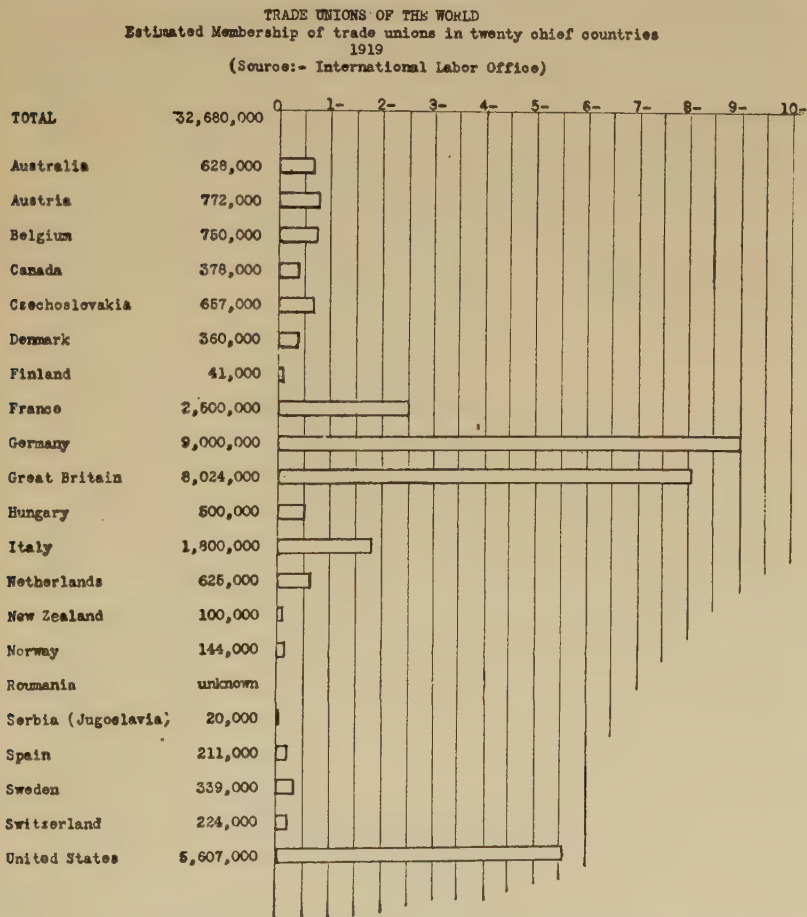 TRADE UNIONS OF THE WORLD
Estimated Membership of trade unions in twenty chief countries
1919
(Source:- International Labor Office)
0 1- 2- 3- 4- 5- 6- 7- 8- 9- 10-
TOTAL 32,680,000
Australia 628,000
Austria 772,000
Belgium 750,000
Canada 378,000
Czechoslovakia 657,000
Denmark 360,000
Finland 41,000
France 2,500,000
Germany 9,000,000
Great Britain 8,024,000
Hungary 500,000
Italy 1,800,000
Netherlands 625,000
New Zealand 100,000
Norway 144,000
Roumania unknown
Serbia (Jugoslavia) 20,000
Spain 211,000
Sweden 339,000
Switzerland 224,000
United States 5,607,000